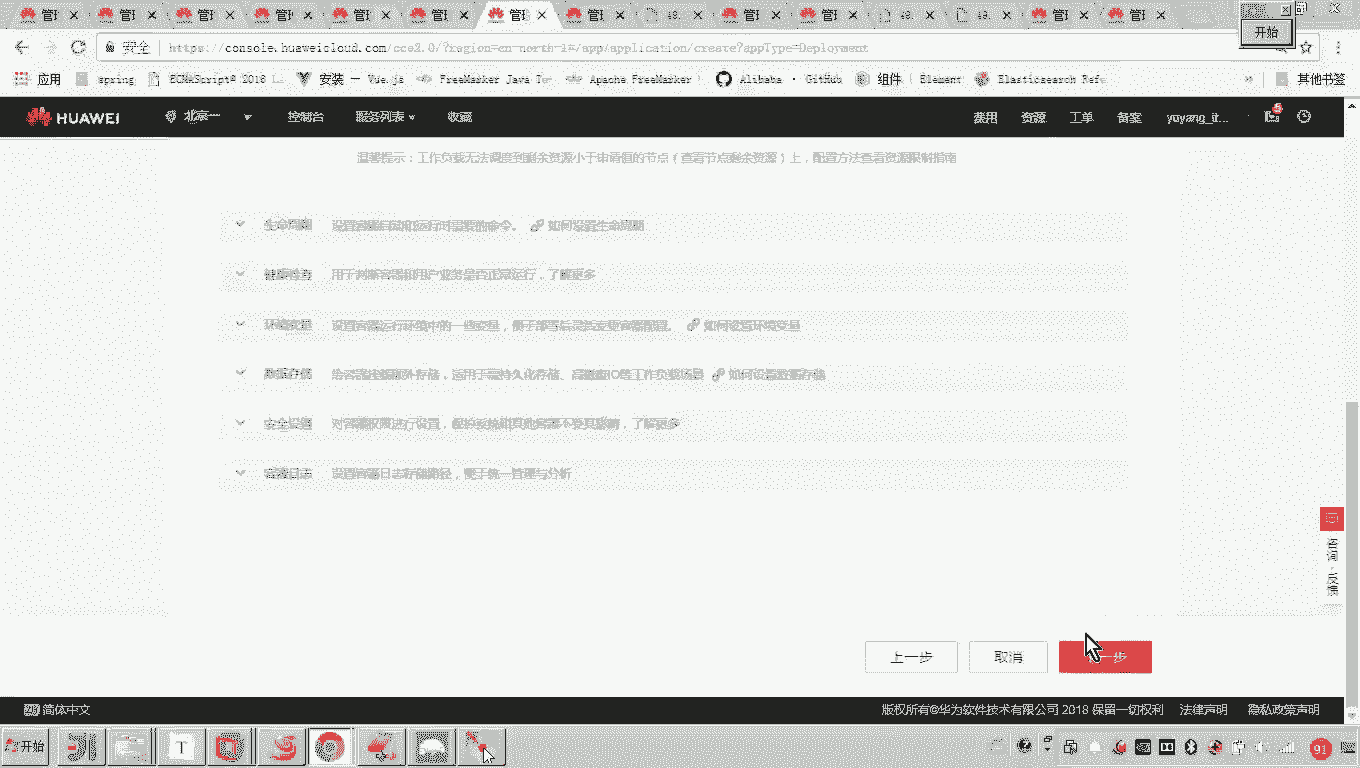 管 管 管 管 管 管 管 管 48. 管 管 48. 48. 管 管
开始
安全 https://console.huaweicloud.com/cce2.0/?region=cn-north-1#/app/application/create?appType=Deployment
应用 spring ECMAScript® 2018 安装 — Vue.js FreeMarker Java Te Apache FreeMarker Alibaba · GitHub 组件 | Element Elasticsearch Refe » 其他书签
HUAWEI 北京一 控制台 服务列表 收藏 费用 资源 工单 备案 yuyang_it... 5
温馨提示：工作负载无法调度到剩余资源小于申请值的节点（查看节点剩余资源）上，配置方法查看资源限制指南
生命周期 设置容器启动和运行时需要的命令。 如何设置生命周期
健康检查 用于判断容器和用户业务是否正常运行，了解更多
环境变量 设置容器运行环境中的一些变量，便于部署后灵活变更容器配置。 如何设置环境变量
数据存储 给容器挂载额外存储，适用于需持久化存储、高磁盘IO等工作负载场景 如何设置数据存储
安全设置 对容器权限进行设置，保护系统和其他容器不受其影响，了解更多
容器日志 设置容器日志存储路径，便于统一管理与分析
咨询·反馈
上一步 取消 一步
简体中文 版权所有©华为软件技术有限公司 2018 保留一切权利 法律声明 隐私政策声明
开始 T 91